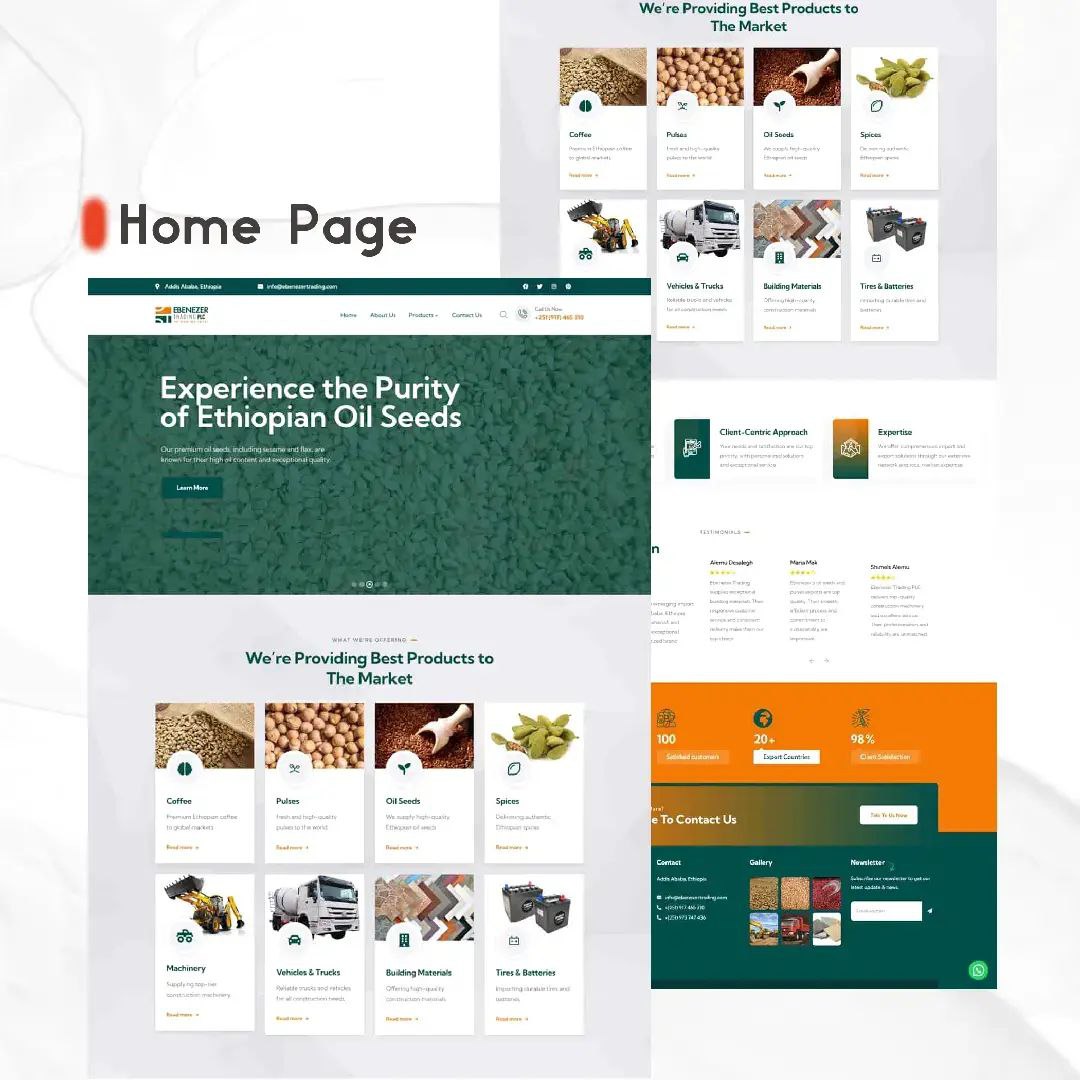 We're Providing Best Products to
The Market
Coffee
Premium Ethiopian coffee
to global markets
Read more
Pulses
Fresh and high-quality
pulses to the world
Read more
Oil Seeds
We supply high-quality
Ethiopian oil seeds
Read more
Spices
Delivering authentic
Ethiopian spices
Read more
Vehicles & Trucks
Reliable trucks and vehicles
for all construction needs.
Read more
Building Materials
Offering high-quality
construction materials
Read more
Tires & Batteries
Importing durable tires and
batteries.
Read more
Home Page
Addis Ababa, Ethiopia
info@ebenezertrading.com
EBENEZER
TRADING PLC
Home
About Us
Products
Contact Us
Call Us Now
+251 (917) 465 310
Experience the Purity
of Ethiopian Oil Seeds
Our premium oil seeds, including sesame and flax, are
known for their high oil content and exceptional quality.
Learn More
WHAT WE'RE OFFERING
We're Providing Best Products to
The Market
Coffee
Premium Ethiopian coffee
to global markets
Read more
Pulses
Fresh and high-quality
pulses to the world
Read more
Oil Seeds
We supply high-quality
Ethiopian oil seeds
Read more
Spices
Delivering authentic
Ethiopian spices
Read more
Machinery
Supplying top-tier
construction machinery.
Read more
Vehicles & Trucks
Reliable trucks and vehicles
for all construction needs.
Read more
Building Materials
Offering high-quality
construction materials
Read more
Tires & Batteries
Importing durable tires and
batteries.
Read more
Client-Centric Approach
Your needs and satisfaction are our top
priority, with personalized solutions
and exceptional service
Expertise
We offer comprehensive import and
export solutions through our extensive
network and local market expertise.
TESTIMONIALS
Alemu Desalegh
Ebenezer Trading
supplies exceptional
building materials. Their
responsive customer
service and consistent
delivery make them our
top choice.
Maria Mak
Ebenezer's oil seeds and
pulses exports are top
quality. Their
efficient process and
commitment to
sustainability are
impressive.
Shimels Alemu
Ebenezer Trading PLC
delivers top-quality
construction machinery
and excellent service.
Their professionalism and
reliability are unmatched.
100
Satisfied customers
20+
Export Countries
98%
Client Satisfaction
e To Contact Us
Talk To Us Now
Contact
Addis Ababa, Ethiopia
info@ebenezertrading.com
+(251) 917 465 310
+(251) 973 747 436
Gallery
Newsletter
Subscribe our newsletter to get our
latest update & news.